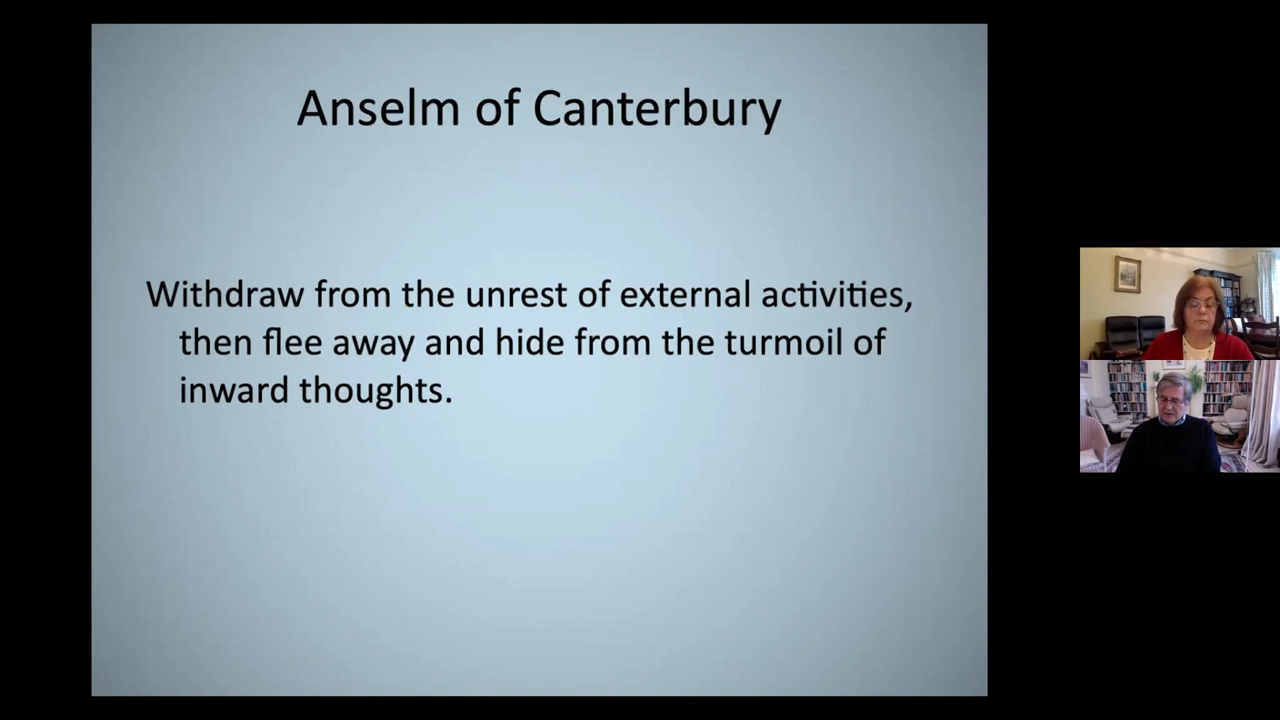 Anselm of Canterbury
Withdraw from the unrest of external activities,
then flee away and hide from the turmoil of
inward thoughts.